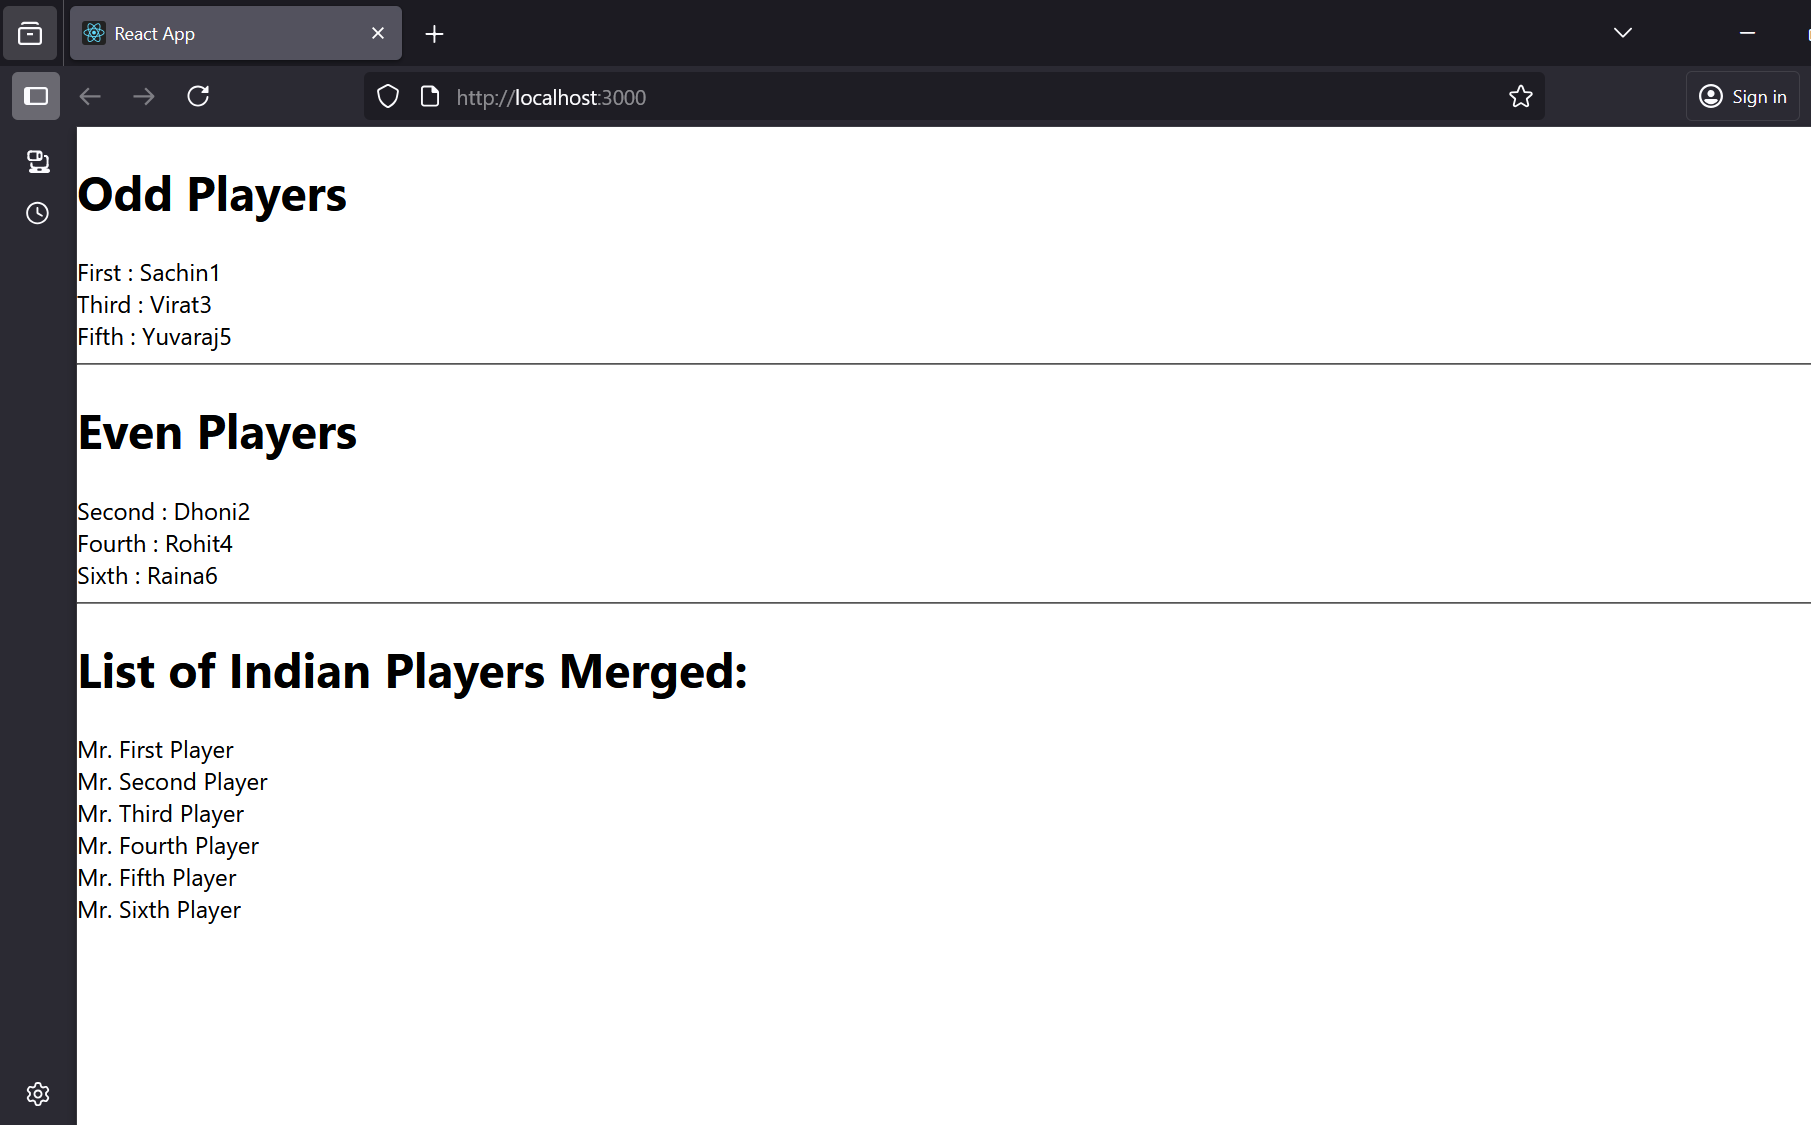 React App
http://localhost:3000
Sign in
Odd Players
First : Sachin1
Third : Virat3
Fifth : Yuvaraj5
Even Players
Second : Dhoni2
Fourth : Rohit4
Sixth : Raina6
List of Indian Players Merged:
Mr. First Player
Mr. Second Player
Mr. Third Player
Mr. Fourth Player
Mr. Fifth Player
Mr. Sixth Player